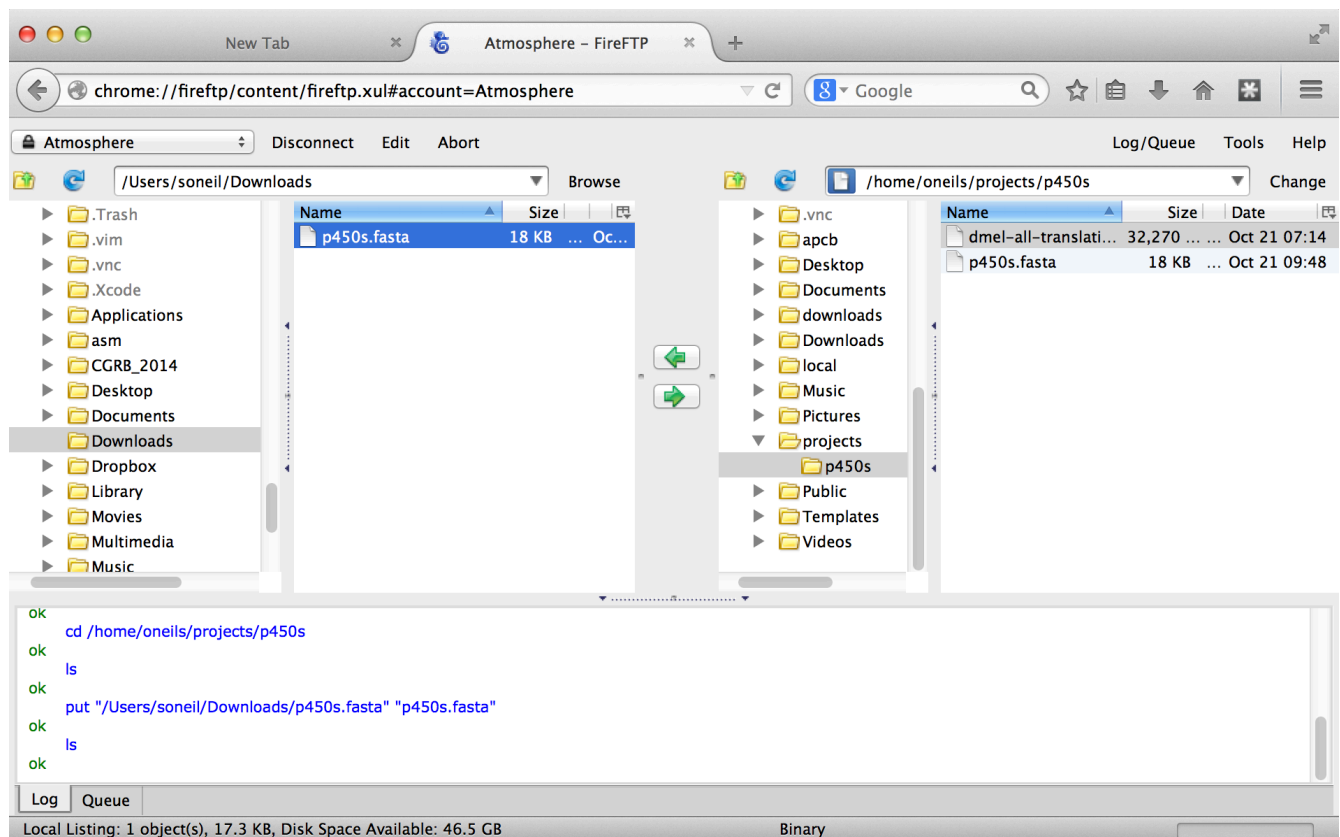 New Tab Atmosphere – FireFTP
chrome://fireftp/content/fireftp.xul#account=Atmosphere Google
Atmosphere Disconnect Edit Abort Log/Queue Tools Help
/Users/soneil/Downloads Browse /home/oneils/projects/p450s Change
.Trash
.vim
.vnc
.Xcode
Applications
asm
CGRB_2014
Desktop
Documents
Downloads
Dropbox
Library
Movies
Multimedia
Music
Name Size
p450s.fasta 18 KB ... Oc...
.vnc
apcb
Desktop
Documents
downloads
Downloads
local
Music
Pictures
projects
p450s
Public
Templates
Videos
Name Size Date
dmel-all-translati... 32,270 ... ... Oct 21 07:14
p450s.fasta 18 KB ... Oct 21 09:48
ok
cd /home/oneils/projects/p450s
ok
ls
ok
put "/Users/soneil/Downloads/p450s.fasta" "p450s.fasta"
ok
ls
ok
Log Queue
Local Listing: 1 object(s), 17.3 KB, Disk Space Available: 46.5 GB Binary